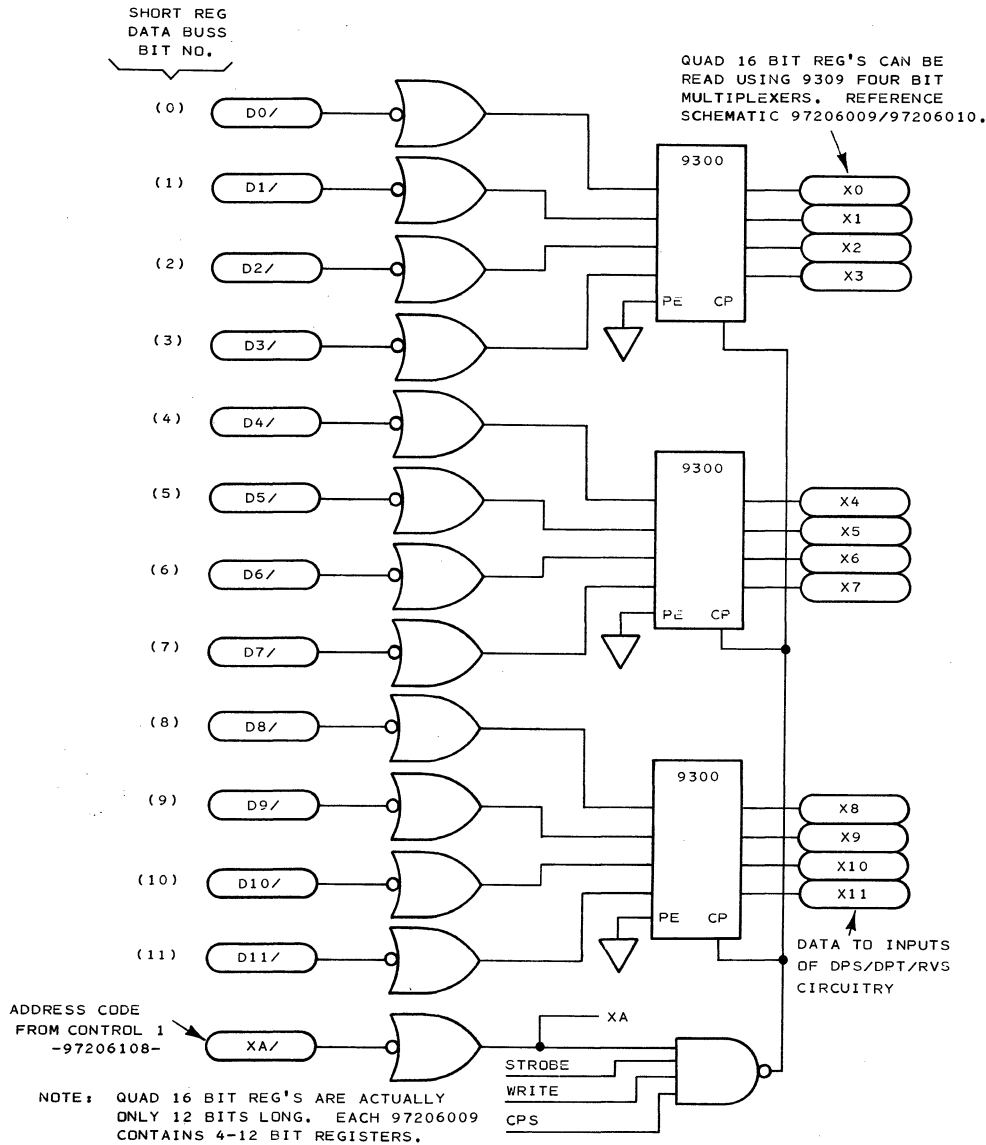 SHORT REG
DATA BUSS
BIT NO.
QUAD 16 BIT REG'S CAN BE
READ USING 9309 FOUR BIT
MULTIPLEXERS. REFERENCE
SCHEMATIC 97206009/97206010.
(0) D0/
(1) D1/
(2) D2/
(3) D3/
9300
PE CP
X0
X1
X2
X3
(4) D4/
(5) D5/
(6) D6/
(7) D7/
9300
PE CP
X4
X5
X6
X7
(8) D8/
(9) D9/
(10) D10/
(11) D11/
9300
PE CP
X8
X9
X10
X11
DATA TO INPUTS
OF DPS/DPT/RVS
CIRCUITRY
ADDRESS CODE
FROM CONTROL 1
-97206108-
XA/
XA
STROBE
WRITE
CPS
NOTE: QUAD 16 BIT REG'S ARE ACTUALLY
ONLY 12 BITS LONG. EACH 97206009
CONTAINS 4-12 BIT REGISTERS.